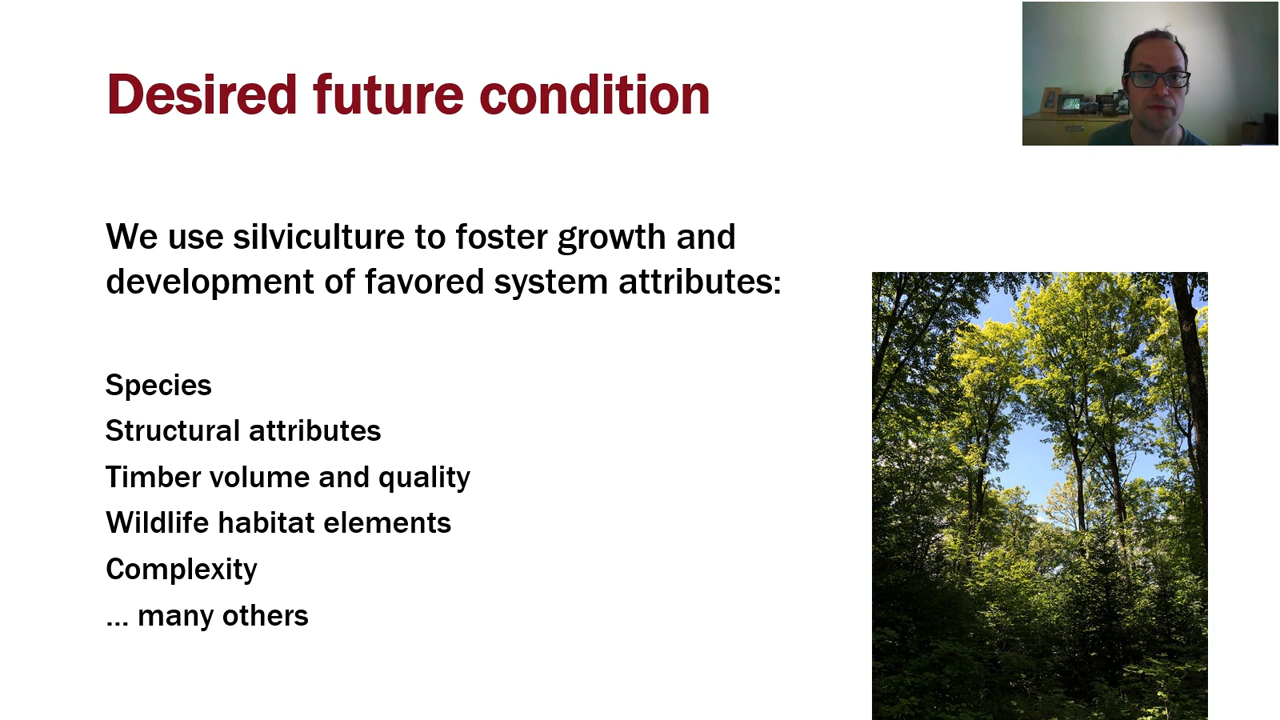 Desired future condition
We use silviculture to foster growth and
development of favored system attributes:
Species
Structural attributes
Timber volume and quality
Wildlife habitat elements
Complexity
... many others